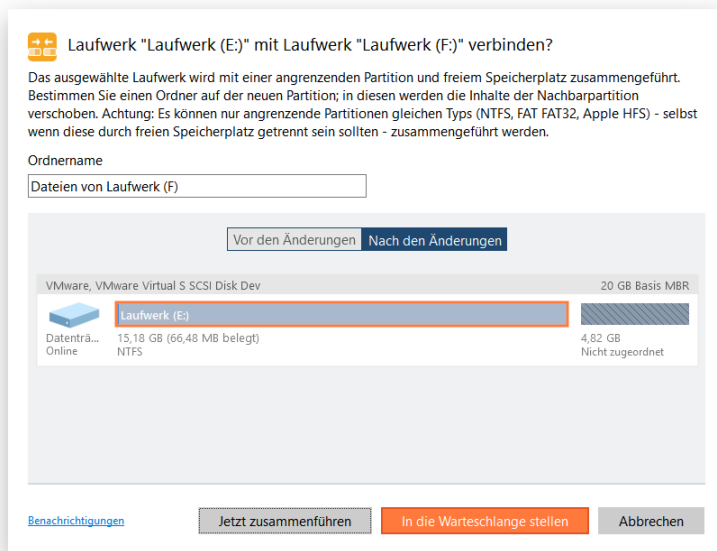 Laufwerk "Laufwerk (E:)" mit Laufwerk "Laufwerk (F:)" verbinden?
Das ausgewählte Laufwerk wird mit einer angrenzenden Partition und freiem Speicherplatz zusammengeführt.
Bestimmen Sie einen Ordner auf der neuen Partition; in diesen werden die Inhalte der Nachbarpartition
verschoben. Achtung: Es können nur angrenzende Partitionen gleichen Typs (NTFS, FAT FAT32, Apple HFS) - selbst
wenn diese durch freien Speicherplatz getrennt sein sollten - zusammengeführt werden.
Ordnername
Dateien von Laufwerk (F)
Vor den Änderungen Nach den Änderungen
VMware, VMware Virtual S SCSI Disk Dev 20 GB Basis MBR
Laufwerk (E:)
Datenträ... 15,18 GB (66,48 MB belegt) 4,82 GB
Online NTFS Nicht zugeordnet
Benachrichtigungen Jetzt zusammenführen In die Warteschlange stellen Abbrechen